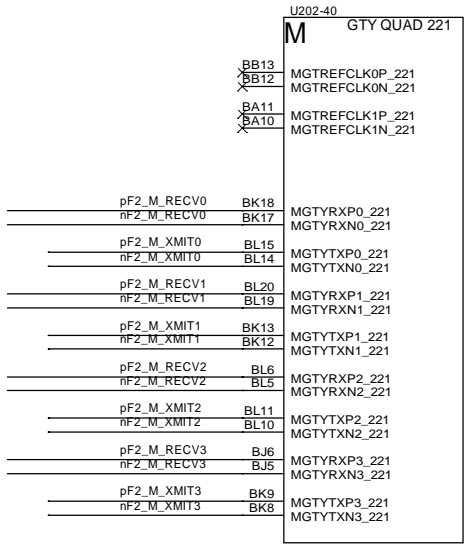 U202-40
M GTY QUAD 221
BB13 MGTREFCLK0P_221
BB12 MGTREFCLK0N_221
BA11 MGTREFCLK1P_221
BA10 MGTREFCLK1N_221
pF2_M_RECV0 BK18 MGTYRXP0_221
nF2_M_RECV0 BK17 MGTYRXN0_221
pF2_M_XMIT0 BL15 MGTYTXP0_221
nF2_M_XMIT0 BL14 MGTYTXN0_221
pF2_M_RECV1 BL20 MGTYRXP1_221
nF2_M_RECV1 BL19 MGTYRXN1_221
pF2_M_XMIT1 BK13 MGTYTXP1_221
nF2_M_XMIT1 BK12 MGTYTXN1_221
pF2_M_RECV2 BL6 MGTYRXP2_221
nF2_M_RECV2 BL5 MGTYRXN2_221
pF2_M_XMIT2 BL11 MGTYTXP2_221
nF2_M_XMIT2 BL10 MGTYTXN2_221
pF2_M_RECV3 BJ6 MGTYRXP3_221
nF2_M_RECV3 BJ5 MGTYRXN3_221
pF2_M_XMIT3 BK9 MGTYTXP3_221
nF2_M_XMIT3 BK8 MGTYTXN3_221